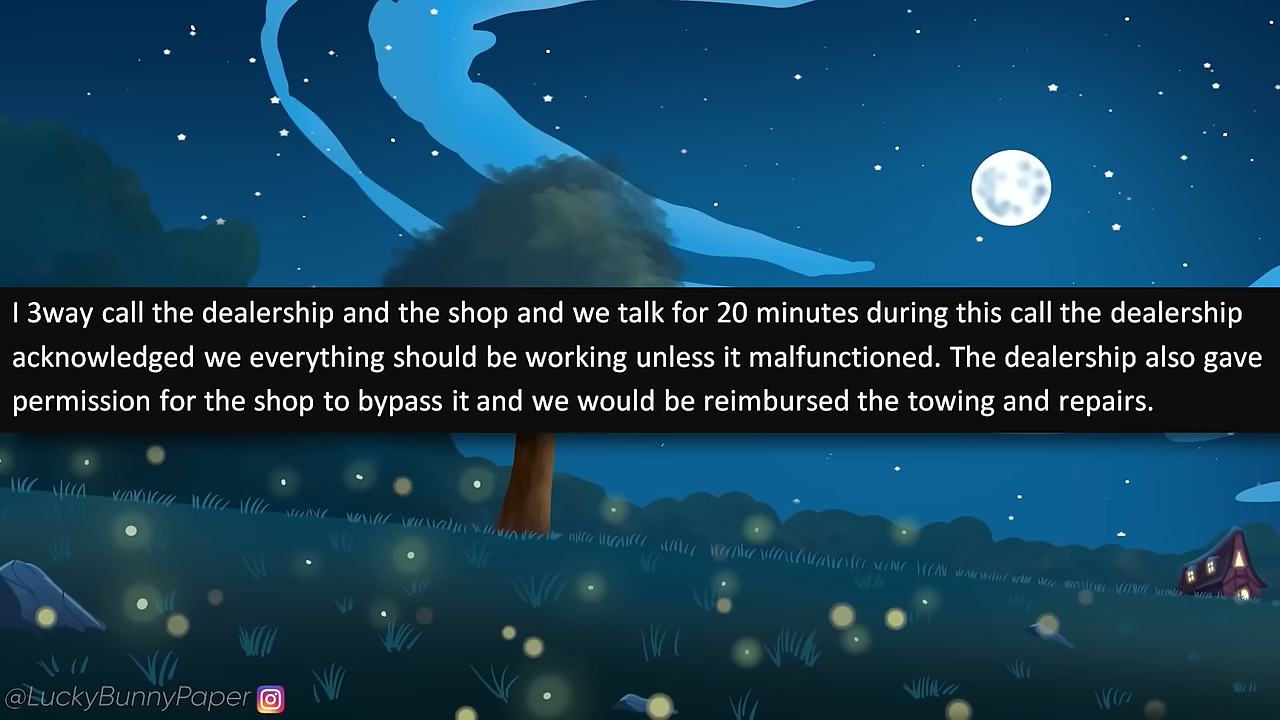 I 3way call the dealership and the shop and we talk for 20 minutes during this call the dealership
acknowledged we everything should be working unless it malfunctioned. The dealership also gave
permission for the shop to bypass it and we would be reimbursed the towing and repairs.
@LuckyBunnyPaper